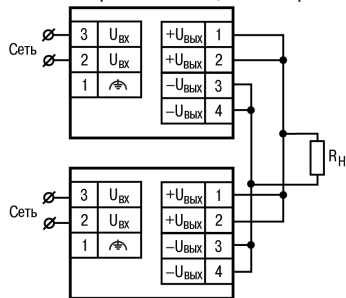 3 Uвх +Uвых 1
Сеть
2 Uвх +Uвых 2
1 −Uвых 3
−Uвых 4
Rн
3 Uвх +Uвых 1
Сеть
2 Uвх +Uвых 2
1 −Uвых 3
−Uвых 4